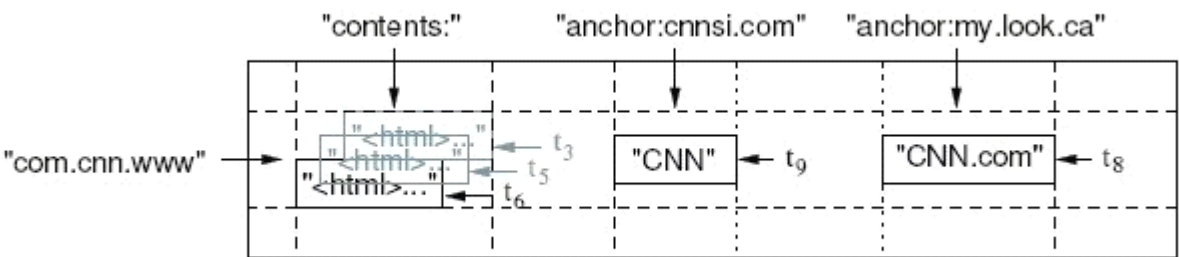 "contents:" "anchor:cnnsi.com" "anchor:my.look.ca"
"<html>..." t3
"com.cnn.www" "<html>..." t5 "CNN" t9 "CNN.com" t8
"<html>..." t6